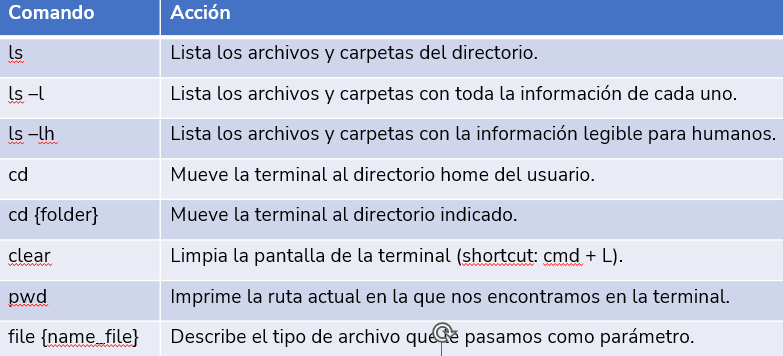 Comando Acción
ls Lista los archivos y carpetas del directorio.
ls –l Lista los archivos y carpetas con toda la información de cada uno.
ls –lh Lista los archivos y carpetas con la información legible para humanos.
cd Mueve la terminal al directorio home del usuario.
cd {folder} Mueve la terminal al directorio indicado.
clear Limpia la pantalla de la terminal (shortcut: cmd + L).
pwd Imprime la ruta actual en la que nos encontramos en la terminal.
file {name_file} Describe el tipo de archivo que pasamos como parámetro.